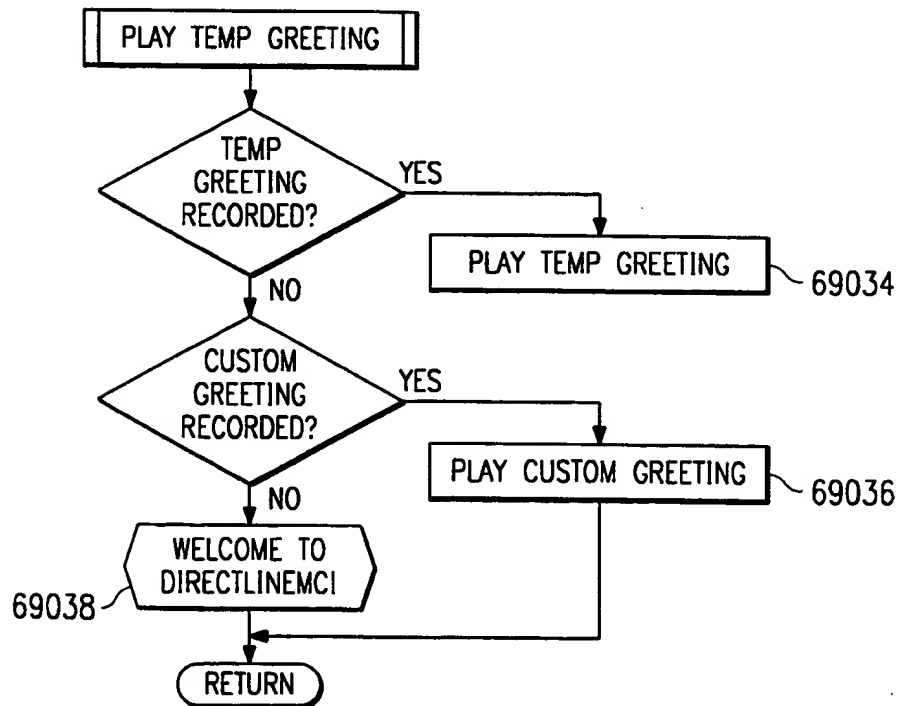 PLAY TEMP GREETING
TEMP
GREETING
RECORDED?
YES
PLAY TEMP GREETING
69034
NO
CUSTOM
GREETING
RECORDED?
YES
PLAY CUSTOM GREETING
69036
NO
WELCOME TO
DIRECTLINEMCI
69038
RETURN